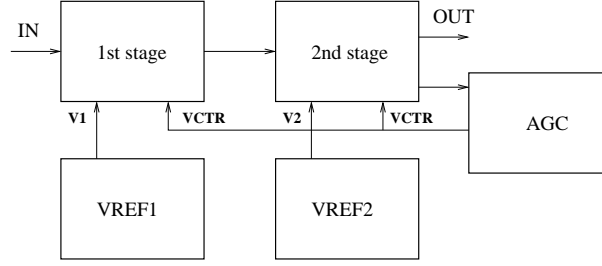 IN
OUT
1st stage
2nd stage
V1
VCTR
V2
VCTR
AGC
VREF1
VREF2